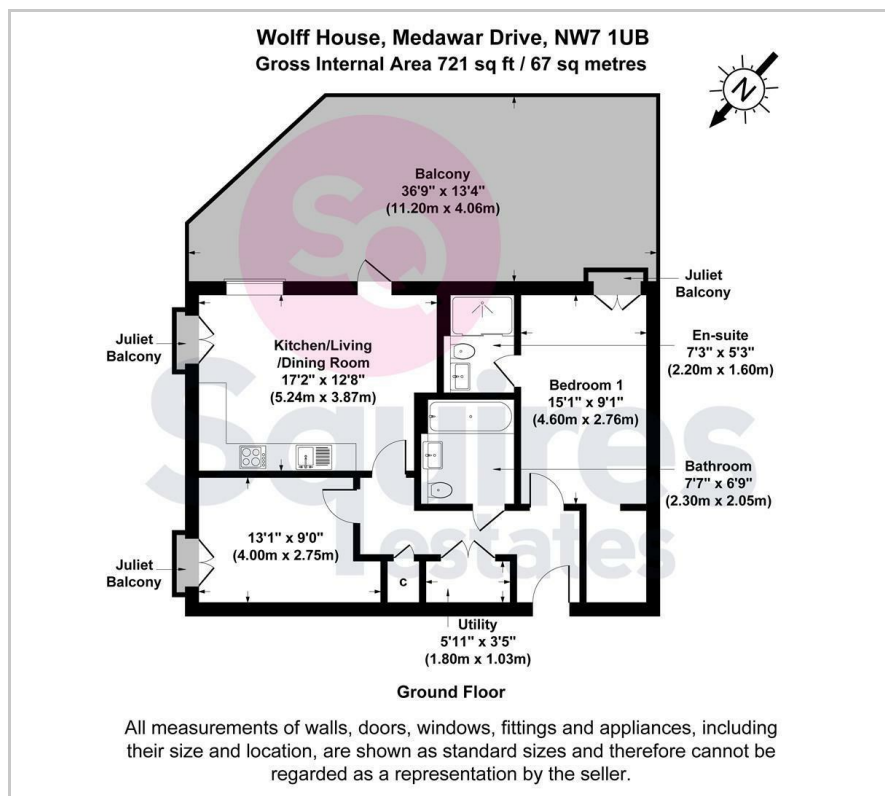 Wolff House, Medawar Drive, NW7 1UB
Gross Internal Area 721 sq ft / 67 sq metres
N
Balcony
36'9" x 13'4"
(11.20m x 4.06m)
SQ
Juliet
Balcony
Juliet
Balcony
Kitchen/Living
/Dining Room
17'2" x 12'8"
(5.24m x 3.87m)
En-suite
7'3" x 5'3"
(2.20m x 1.60m)
Bedroom 1
15'1" x 9'1"
(4.60m x 2.76m)
Squires
estates
Bathroom
7'7" x 6'9"
(2.30m x 2.05m)
13'1" x 9'0"
(4.00m x 2.75m)
Juliet
Balcony
C
Utility
5'11" x 3'5"
(1.80m x 1.03m)
Ground Floor
All measurements of walls, doors, windows, fittings and appliances, including
their size and location, are shown as standard sizes and therefore cannot be
regarded as a representation by the seller.